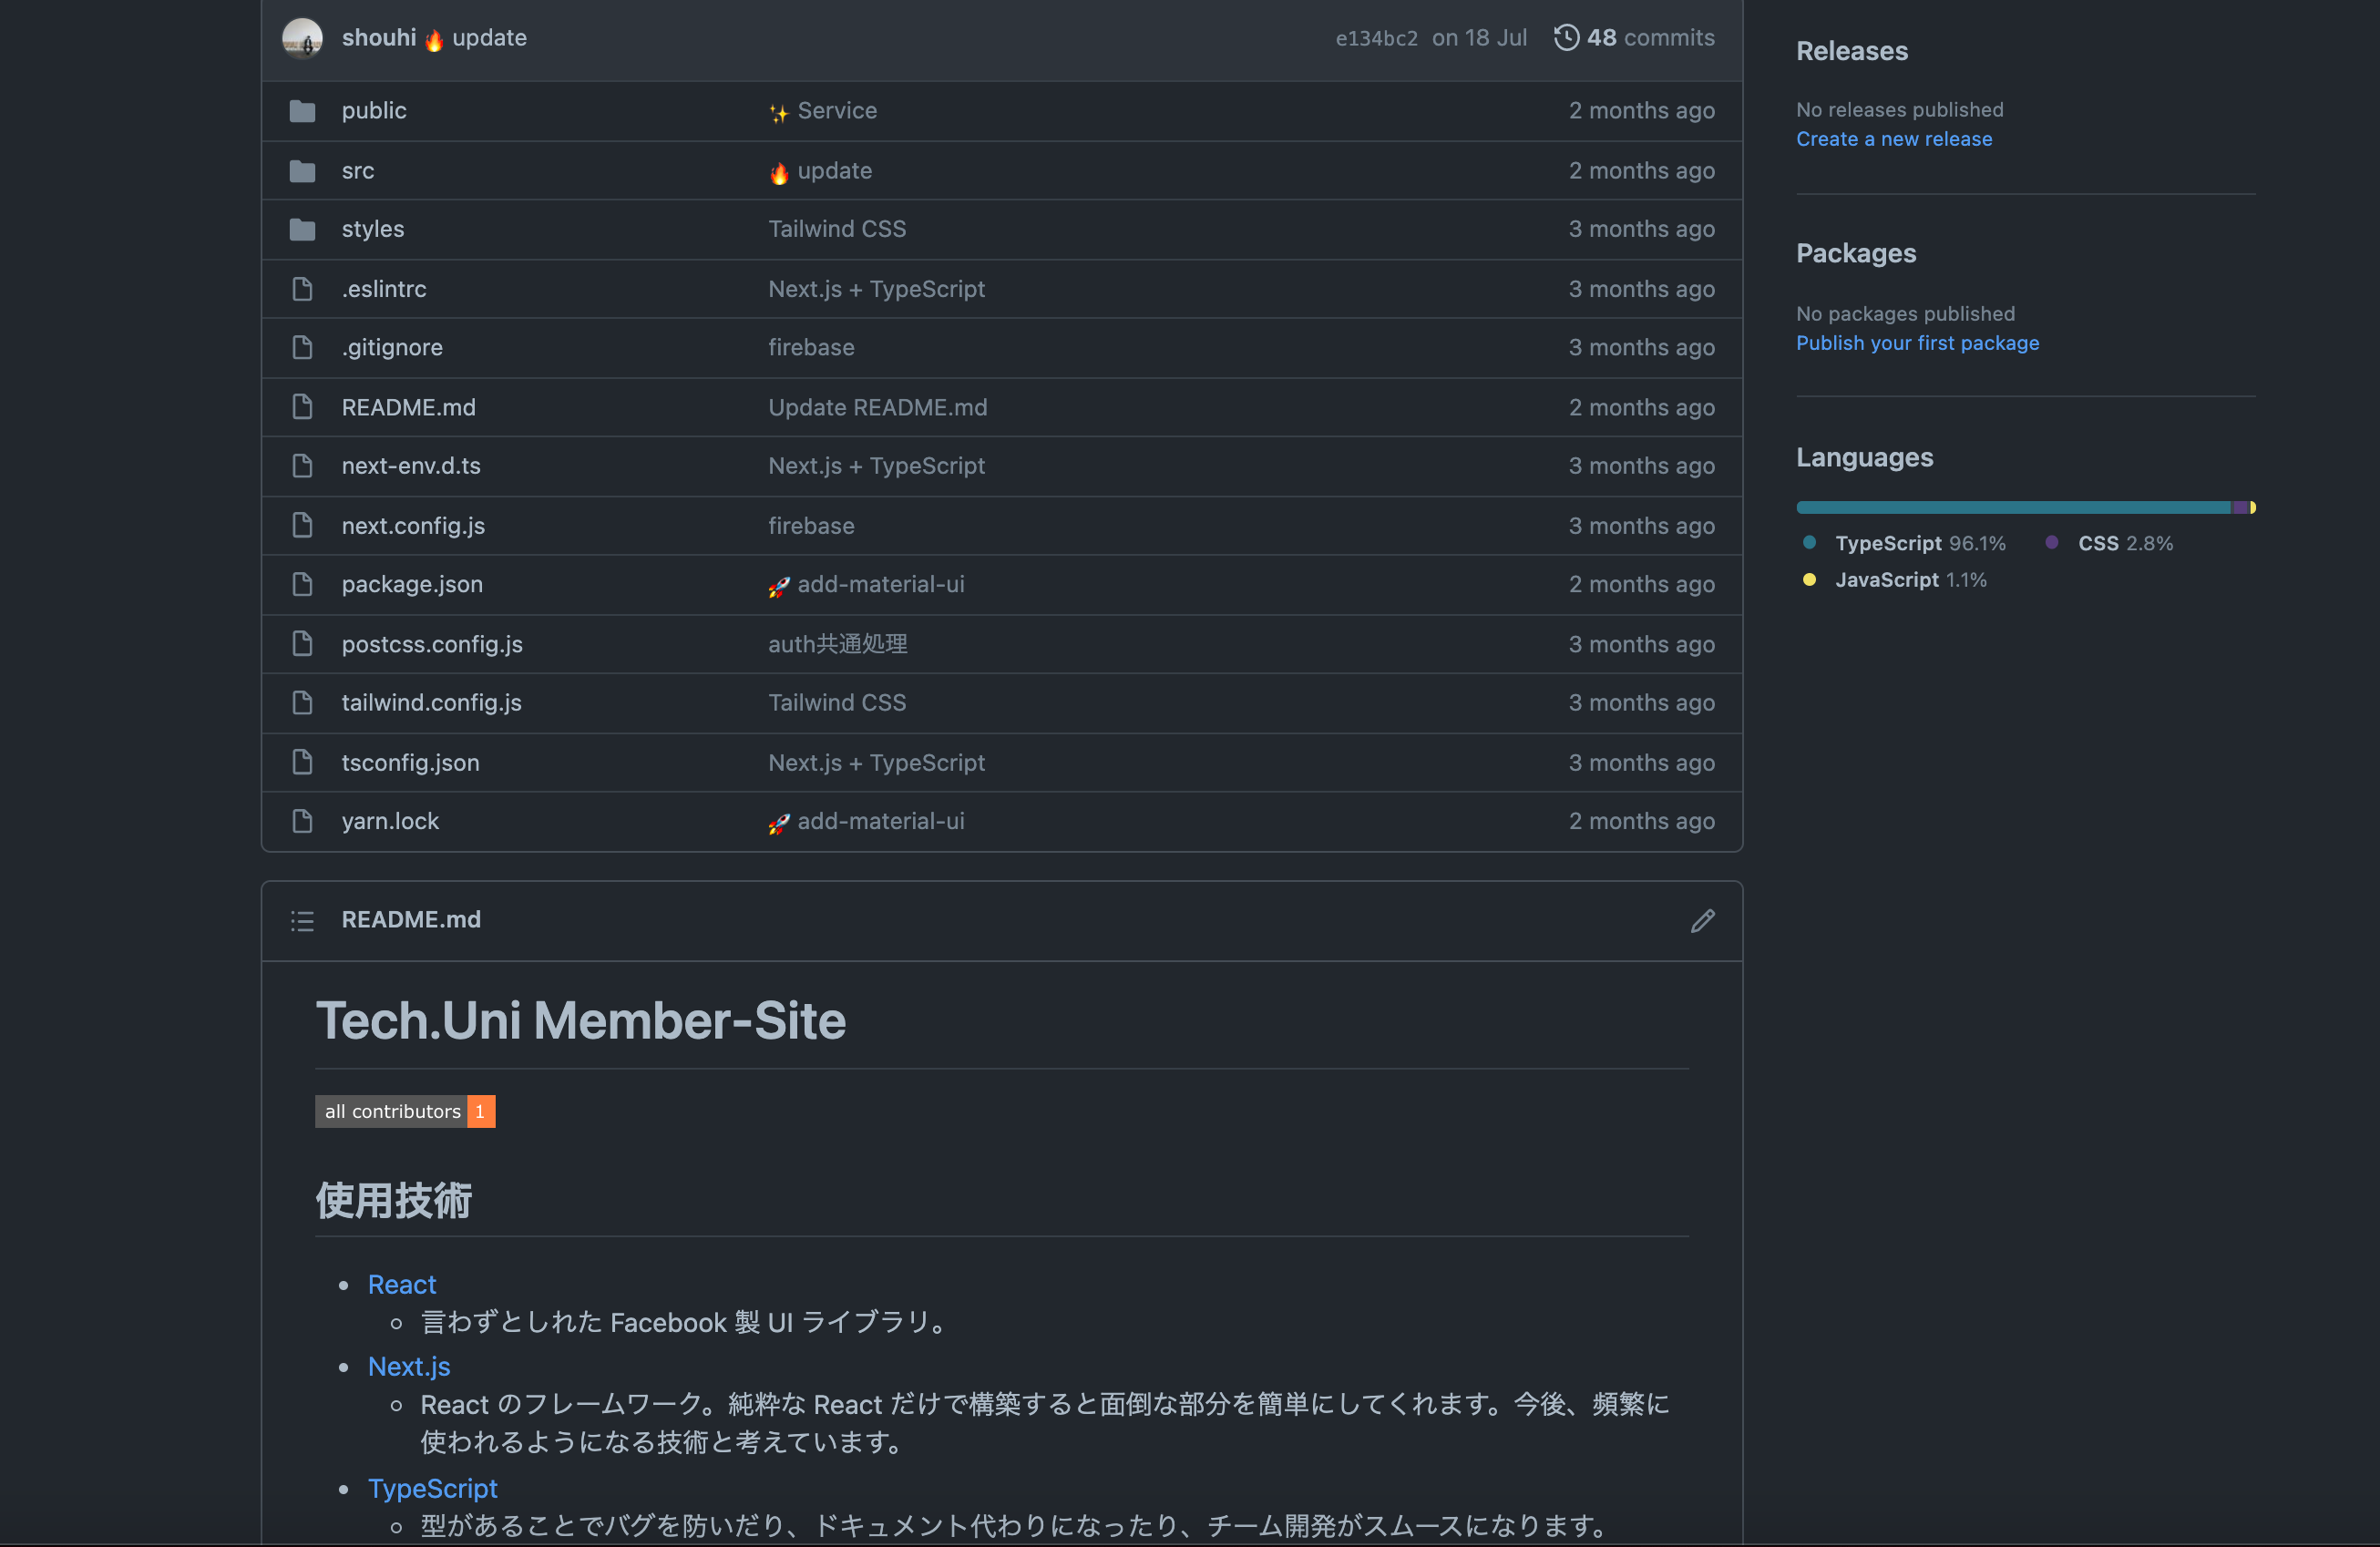 shouhi 🔥 update e134bc2 on 18 Jul 48 commits
public ✨ Service 2 months ago
src 🔥 update 2 months ago
styles Tailwind CSS 3 months ago
.eslintrc Next.js + TypeScript 3 months ago
.gitignore firebase 3 months ago
README.md Update README.md 2 months ago
next-env.d.ts Next.js + TypeScript 3 months ago
next.config.js firebase 3 months ago
package.json 🚀 add-material-ui 2 months ago
postcss.config.js auth共通処理 3 months ago
tailwind.config.js Tailwind CSS 3 months ago
tsconfig.json Next.js + TypeScript 3 months ago
yarn.lock 🚀 add-material-ui 2 months ago
README.md
Tech.Uni Member-Site
all contributors 1
使用技術
React
言わずとしれた Facebook 製 UI ライブラリ。
Next.js
React のフレームワーク。純粋な React だけで構築すると面倒な部分を簡単にしてくれます。今後、頻繁に
使われるようになる技術と考えています。
TypeScript
型があることでバグを防いだり、ドキュメント代わりになったり、チーム開発がスムースになります。
Releases
No releases published
Create a new release
Packages
No packages published
Publish your first package
Languages
TypeScript 96.1% CSS 2.8%
JavaScript 1.1%